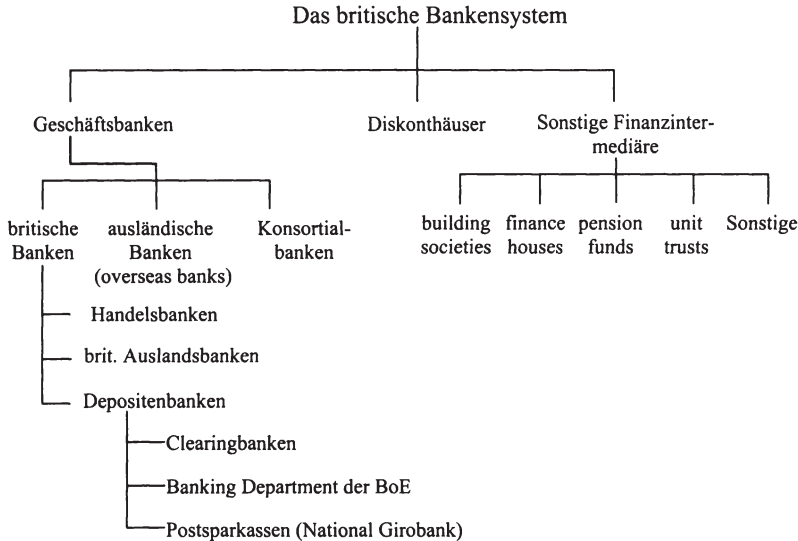 Das britische Bankensystem
Geschäftsbanken
Diskonthäuser
Sonstige Finanzinter-
mediäre
britische
Banken
ausländische
Banken
(overseas banks)
Konsortial-
banken
building
societies
finance
houses
pension
funds
unit
trusts
Sonstige
Handelsbanken
brit. Auslandsbanken
Depositenbanken
Clearingbanken
Banking Department der BoE
Postsparkassen (National Girobank)